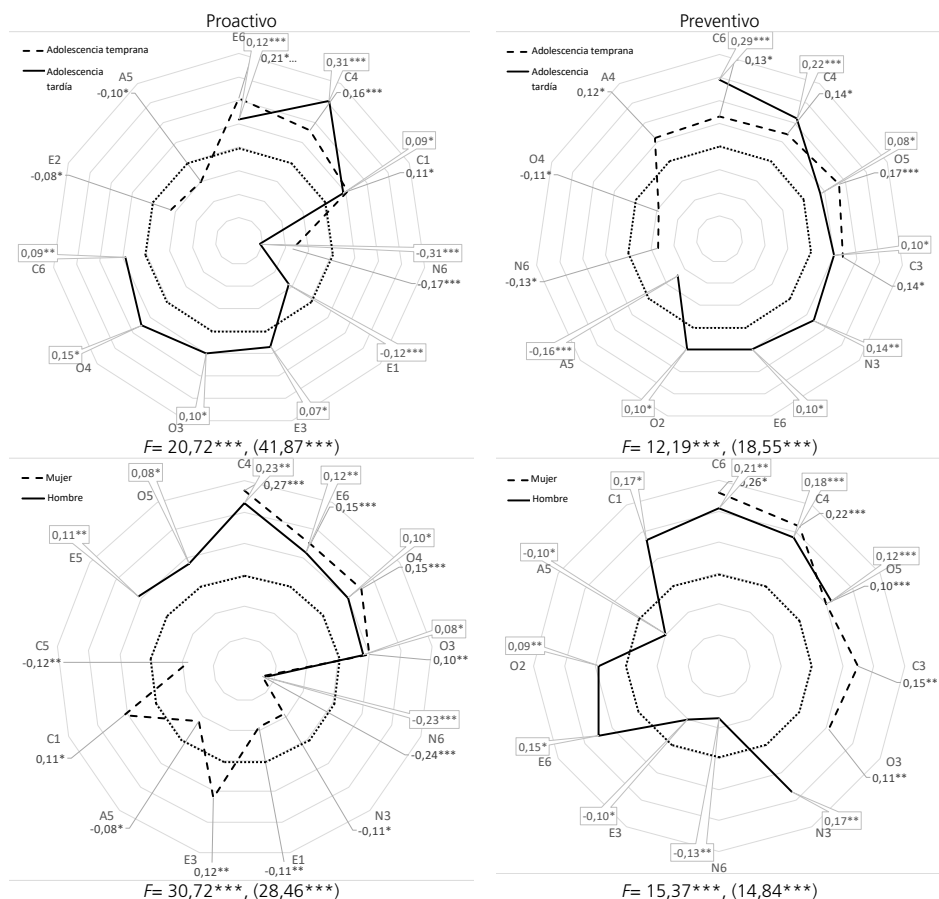 Proactivo
Adolescencia temprana
Adolescencia
tardía
E6
0,12***
0,21*...
0,31***
C4
0,16***
0,09*
C1
0,11*
-0,31***
N6
-0,17***
-0,12***
E1
0,07*
E3
0,10*
O3
0,15*
O4
0,09**
C6
E2
-0,08*
A5
-0,10*
F= 20,72***, (41,87***)
Preventivo
Adolescencia temprana
Adolescencia
tardía
C6
0,29***
0,13*
0,22***
C4
0,14*
0,08*
O5
0,17***
0,10*
C3
0,14*
0,14**
N3
0,10*
E6
0,10*
O2
-0,16***
A5
N6
-0,13*
O4
-0,11*
A4
0,12*
F= 12,19***, (18,55***)
Mujer
Hombre
C4
0,23**
0,27***
0,12**
E6
0,15***
0,10*
O4
0,15***
0,08*
O3
0,10**
-0,23***
N6
-0,24***
N3
-0,11*
E1
-0,11**
E3
0,12**
A5
-0,08*
C1
0,11*
C5
-0,12**
0,11**
E5
0,08*
O5
F= 30,72***, (28,46***)
Mujer
Hombre
C6
0,21**
0,26*
0,18***
C4
0,22***
0,12***
O5
0,10***
C3
0,15**
O3
0,11**
0,17**
N3
-0,13**
N6
-0,10*
E3
0,15*
E6
0,09**
O2
-0,10*
A5
0,17*
C1
F= 15,37***, (14,84***)